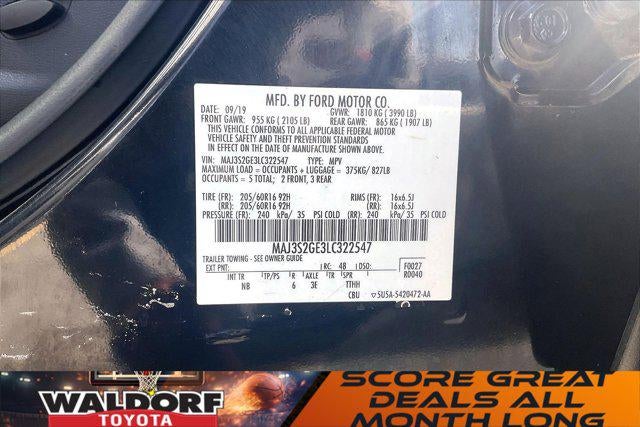 MFD. BY FORD MOTOR CO.
DATE: 09/19 GVWR: 1810 KG ( 3990 LB)
FRONT GAWR: 955 KG ( 2105 LB) REAR GAWR: 865 KG ( 1907 LB)
THIS VEHICLE CONFORMS TO ALL APPLICABLE FEDERAL MOTOR
VEHICLE SAFETY AND BUMPER STANDARDS
IN EFFECT ON THE DATE OF MANUFACTURE SHOWN ABOVE.
VIN: MAJ3S2GE3LC322547 TYPE: MPV
MAXIMUM LOAD = OCCUPANTS + LUGGAGE = 375KG/ 827LB
OCCUPANTS = 5 TOTAL; 2 FRONT, 3 REAR
TIRE (FR): 205/60R16 92H RIMS (FR): 16x6.5J
(RR): 205/60R16 92H (RR): 16x6.5J
PRESSURE (FR): 240 kPa/ 35 PSI COLD (RR): 240 kPa/ 35 PSI COLD
MAJ3S2GE3LC322547
TRAILER TOWING - SEE OWNER GUIDE
EXT PNT: RC: 48 DSO: F0027
R0040
INT TR TP/PS R AXLE TR SPR
NB 6 3E TTHH
CBU 5U5A-5420472-AA
WALDORF
TOYOTA
SCORE GREAT
DEALS ALL
MONTH LONG